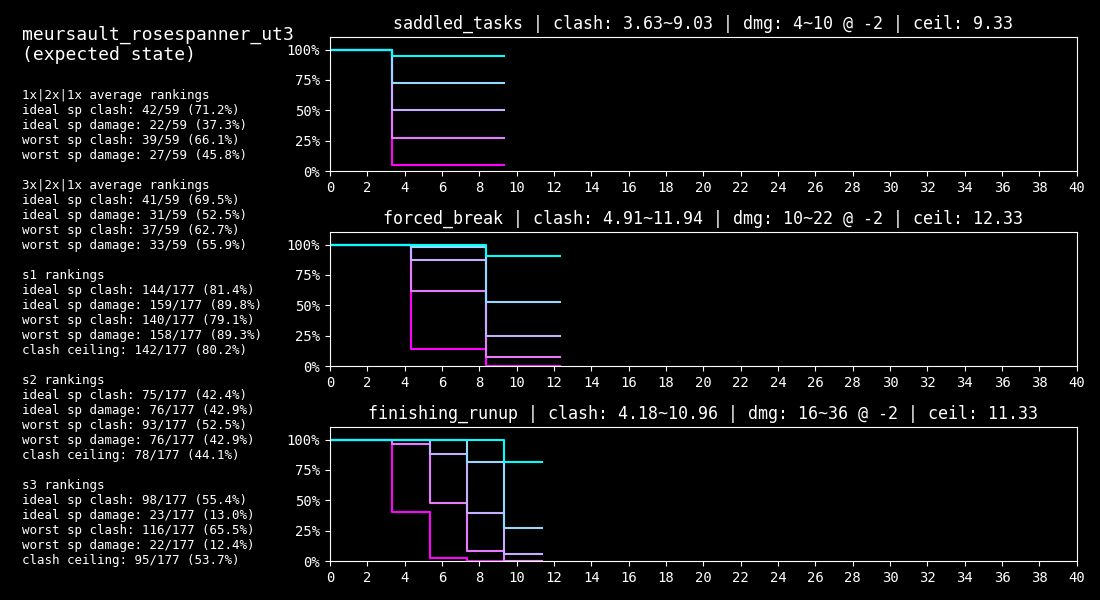 meursault_rosespanner_ut3
(expected state)
1x|2x|1x average rankings
ideal sp clash: 42/59 (71.2%)
ideal sp damage: 22/59 (37.3%)
worst sp clash: 39/59 (66.1%)
worst sp damage: 27/59 (45.8%)
3x|2x|1x average rankings
ideal sp clash: 41/59 (69.5%)
ideal sp damage: 31/59 (52.5%)
worst sp clash: 37/59 (62.7%)
worst sp damage: 33/59 (55.9%)
s1 rankings
ideal sp clash: 144/177 (81.4%)
ideal sp damage: 159/177 (89.8%)
worst sp clash: 140/177 (79.1%)
worst sp damage: 158/177 (89.3%)
clash ceiling: 142/177 (80.2%)
s2 rankings
ideal sp clash: 75/177 (42.4%)
ideal sp damage: 76/177 (42.9%)
worst sp clash: 93/177 (52.5%)
worst sp damage: 76/177 (42.9%)
clash ceiling: 78/177 (44.1%)
s3 rankings
ideal sp clash: 98/177 (55.4%)
ideal sp damage: 23/177 (13.0%)
worst sp clash: 116/177 (65.5%)
worst sp damage: 22/177 (12.4%)
clash ceiling: 95/177 (53.7%)
saddled_tasks | clash: 3.63~9.03 | dmg: 4~10 @ -2 | ceil: 9.33
100%
75%
50%
25%
0%
0 2 4 6 8 10 12 14 16 18 20 22 24 26 28 30 32 34 36 38 40
forced_break | clash: 4.91~11.94 | dmg: 10~22 @ -2 | ceil: 12.33
100%
75%
50%
25%
0%
0 2 4 6 8 10 12 14 16 18 20 22 24 26 28 30 32 34 36 38 40
finishing_runup | clash: 4.18~10.96 | dmg: 16~36 @ -2 | ceil: 11.33
100%
75%
50%
25%
0%
0 2 4 6 8 10 12 14 16 18 20 22 24 26 28 30 32 34 36 38 40